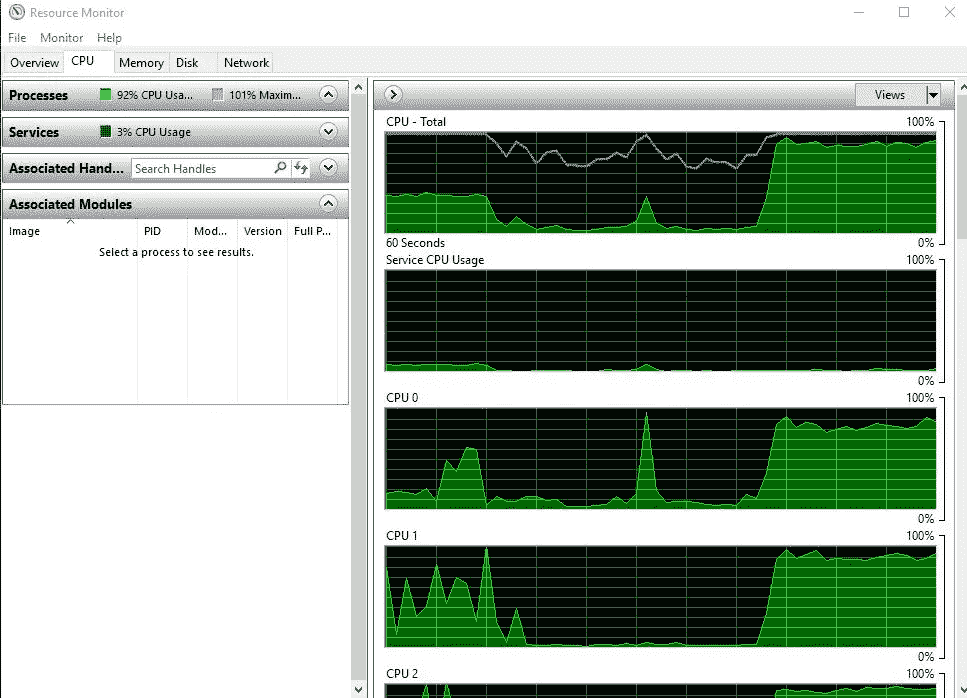 Resource Monitor
File Monitor Help
Overview CPU Memory Disk Network
Processes 92% CPU Usa... 101% Maxim...
Services 3% CPU Usage
Associated Hand... Search Handles
Associated Modules
Image PID Mod... Version Full P...
Select a process to see results.
Views
CPU - Total 100%
60 Seconds 0%
Service CPU Usage 100%
0%
CPU 0 100%
0%
CPU 1 100%
0%
CPU 2 100%